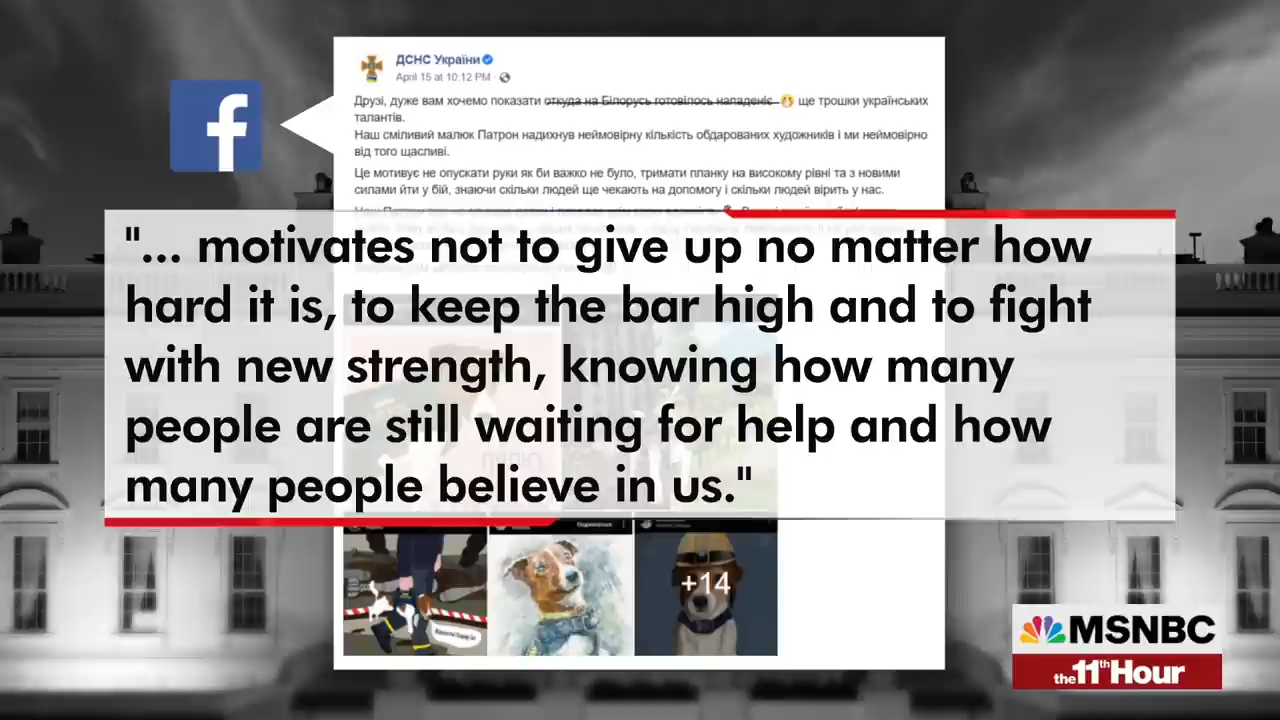 ДСНС України
April 15 at 10:12 PM ·
Друзі, дуже вам хочемо показати откуда на Білорусь готовілось нападеніє ще трошки українських
талантів.
Наш сміливий малюк Патрон надихнув неймовірну кількість обдарованих художників і ми неймовірно
від того щасливі.
Це мотивує не опускати руки як би важко не було, тримати планку на високому рівні та з новими
силами йти у бій, знаючи скільки людей ще чекають на допомогу і скільки людей вірить у нас.
"... motivates not to give up no matter how
hard it is, to keep the bar high and to fight
with new strength, knowing how many
people are still waiting for help and how
many people believe in us."
+14
MSNBC
the 11th Hour